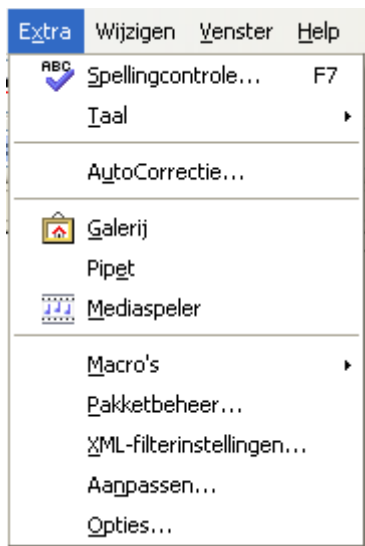 Extra Wijzigen Venster Help
ABC Spellingcontrole... F7
Taal
AutoCorrectie...
Galerij
Pipet
Mediaspeler
Macro's
Pakketbeheer...
XML-filterinstellingen...
Aanpassen...
Opties...